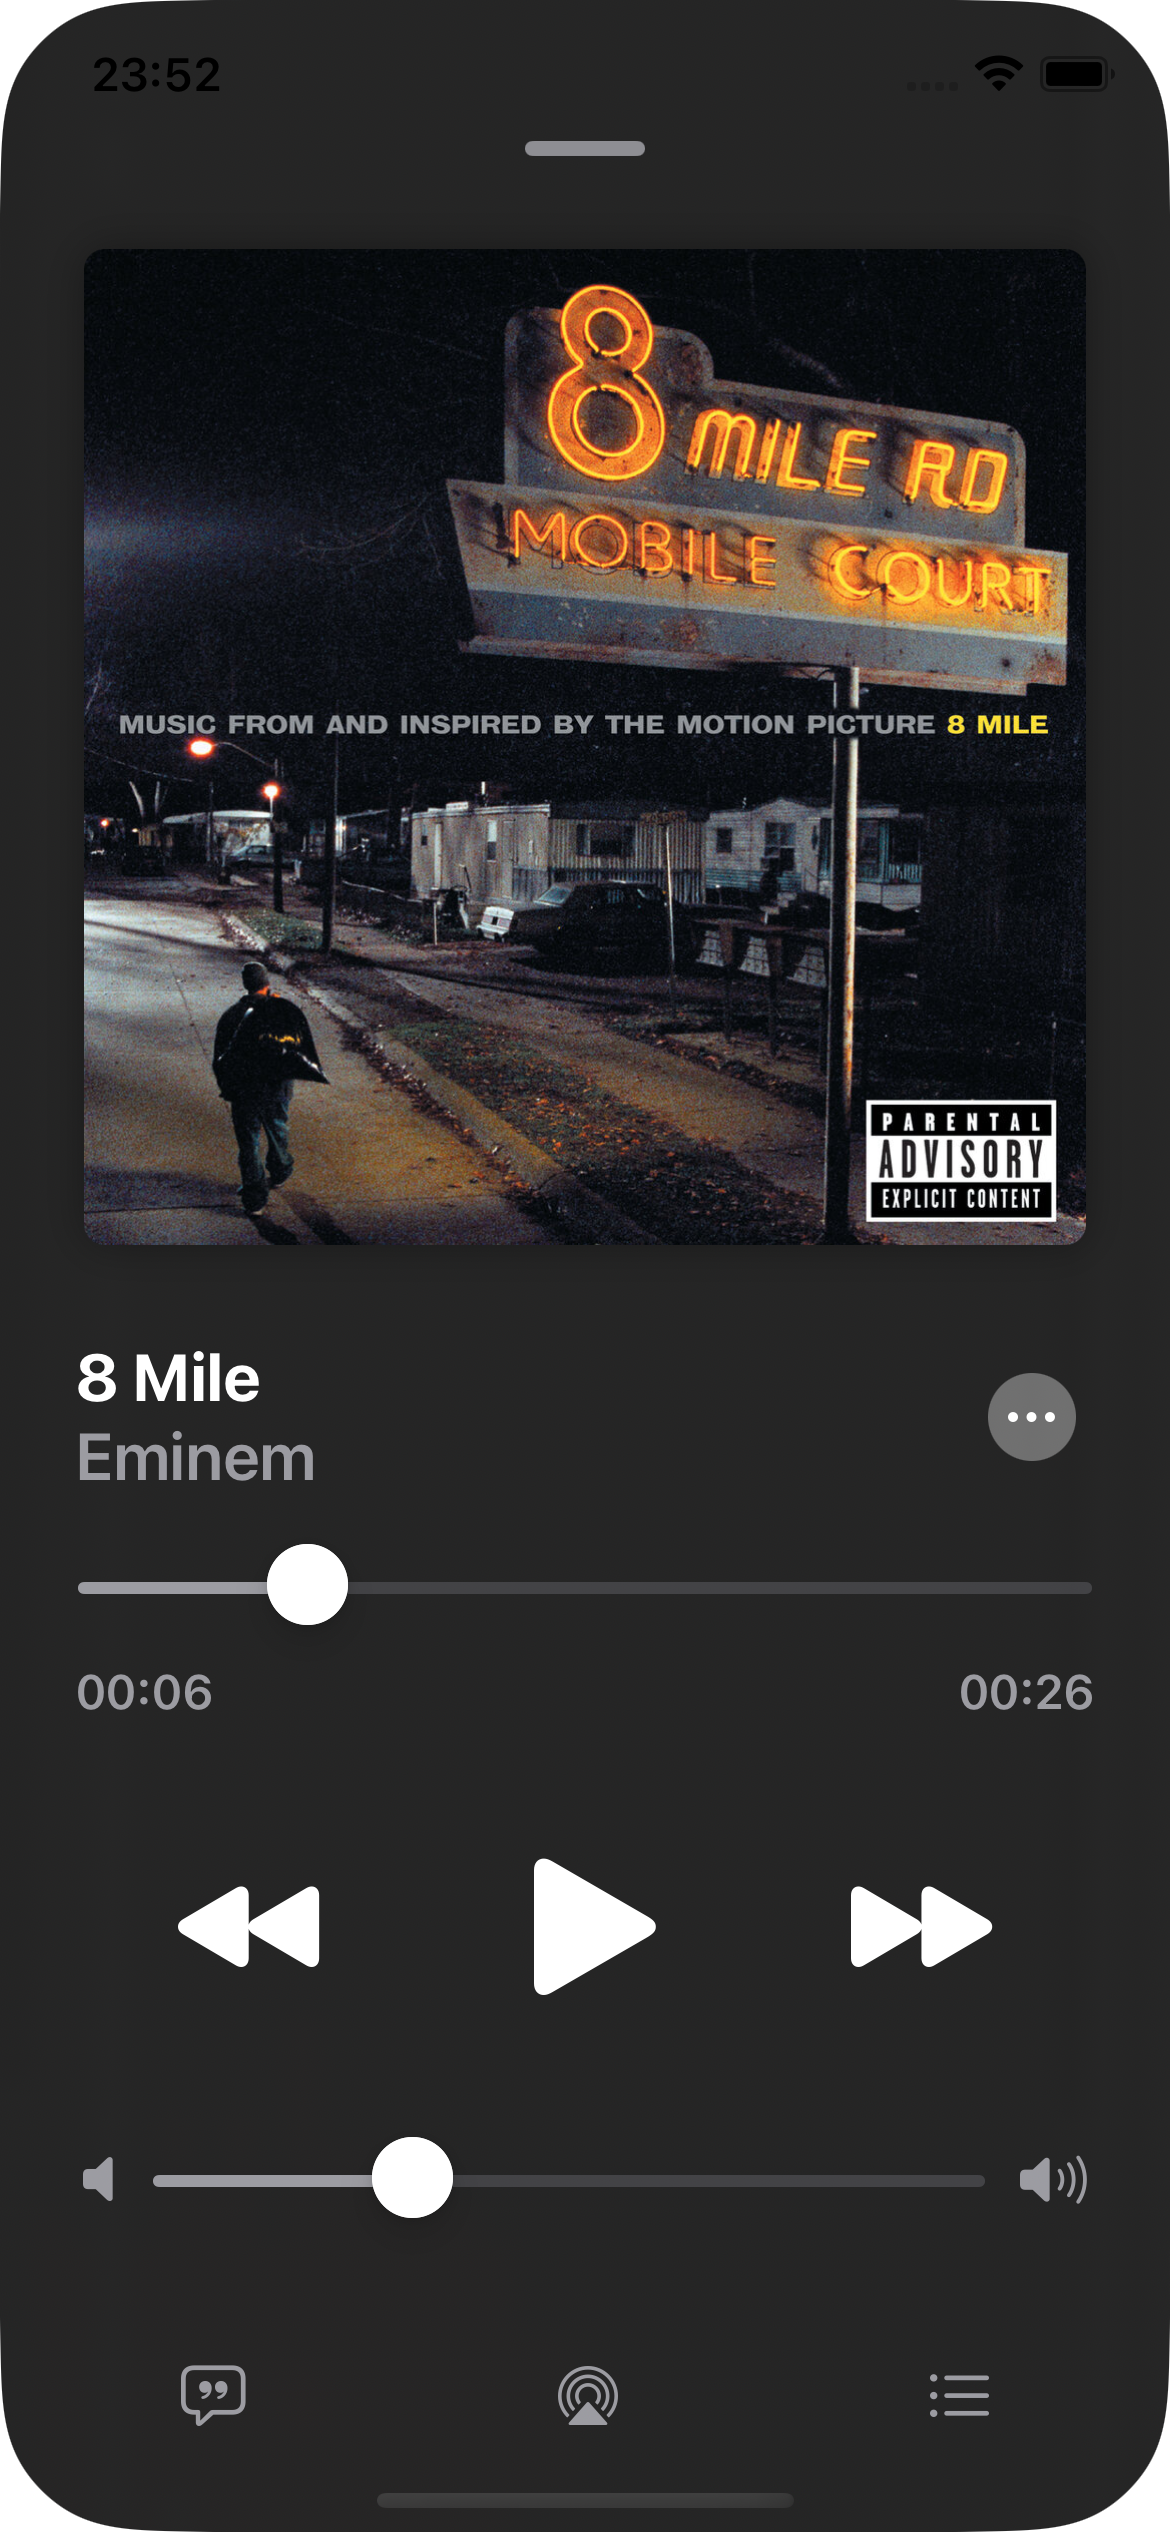 23:52
8
MILE RD
MOBILE COURT
MUSIC FROM AND INSPIRED BY THE MOTION PICTURE 8 MILE
PARENTAL
ADVISORY
EXPLICIT CONTENT
8 Mile
Eminem
00:06
00:26